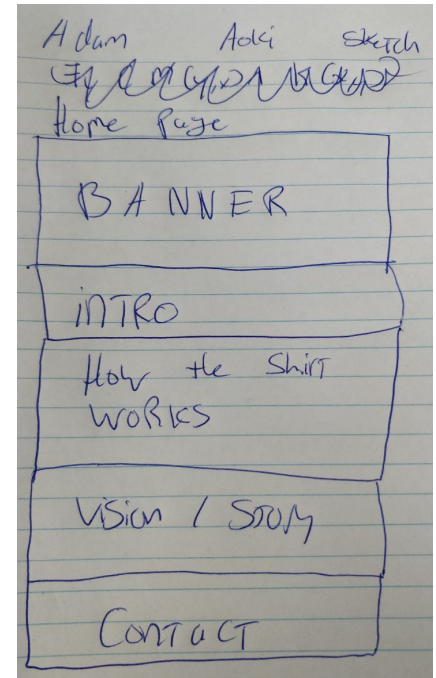 Adam Aoki Sketch
Home Page
BANNER
iNTRO
How the Shirt
WORKS
Vision / Story
Contact